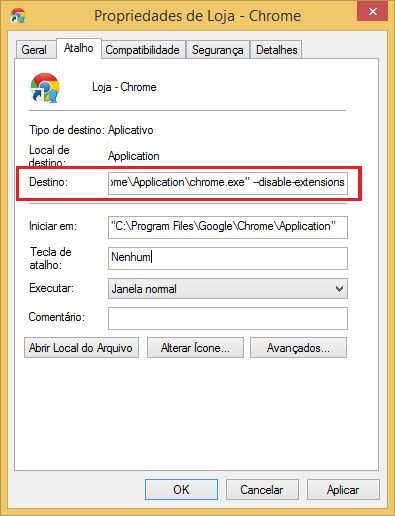 Propriedades de Loja - Chrome
Geral Atalho Compatibilidade Segurança Detalhes
Loja - Chrome
Tipo de destino: Aplicativo
Local de destino: Application
Destino: ome\Application\chrome.exe" --disable-extensions
Iniciar em: "C:\Program Files\Google\Chrome\Application"
Tecla de atalho: Nenhum
Executar: Janela normal
Comentário:
Abrir Local do Arquivo Alterar Ícone... Avançados...
OK Cancelar Aplicar